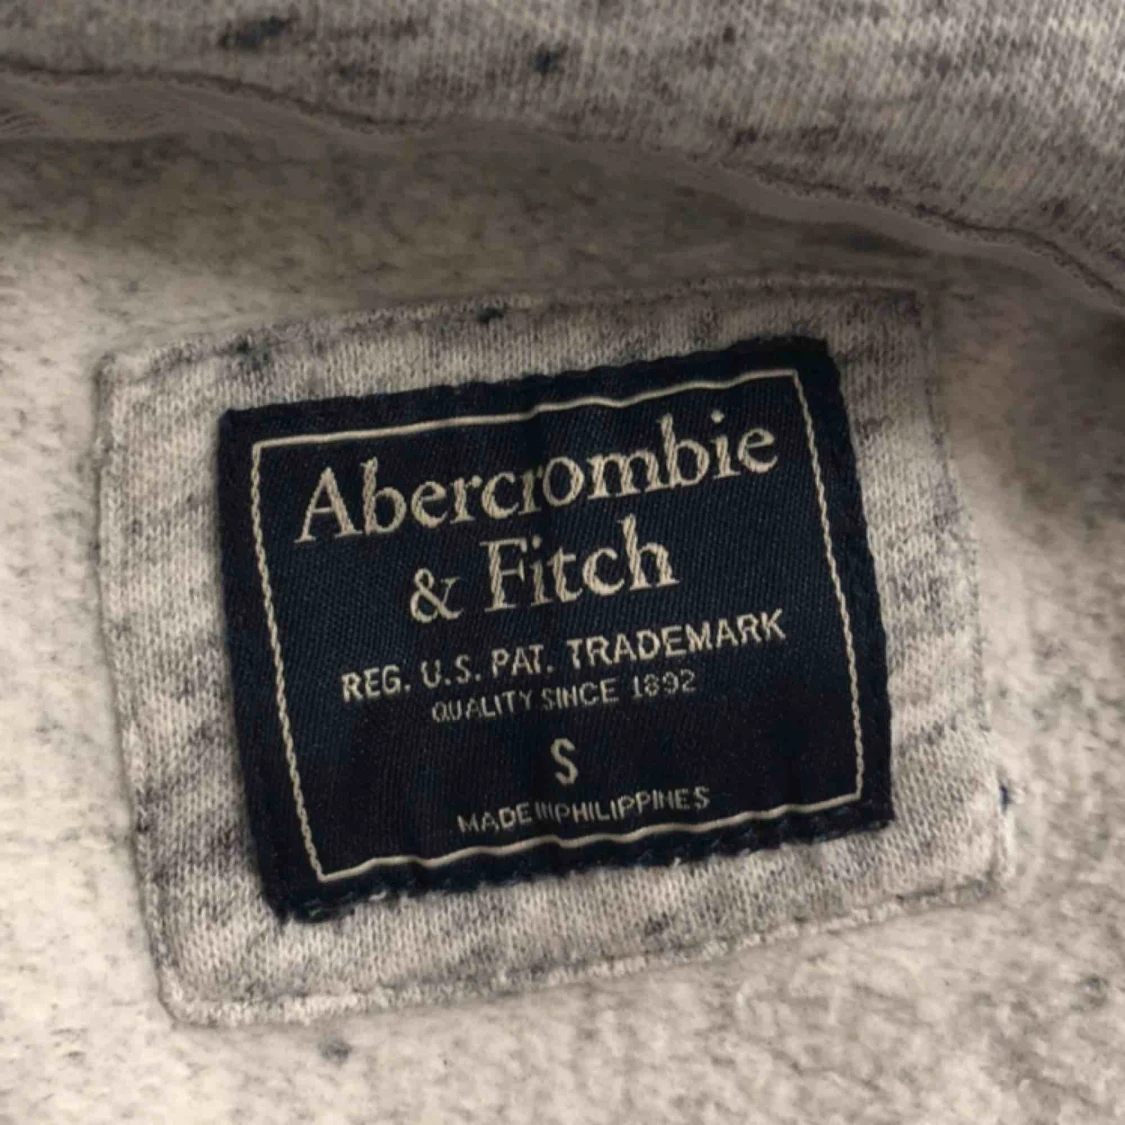 Abercrombie
& Fitch
REG. U.S. PAT. TRADEMARK
QUALITY SINCE 1892
S
MADE IN PHILIPPINES